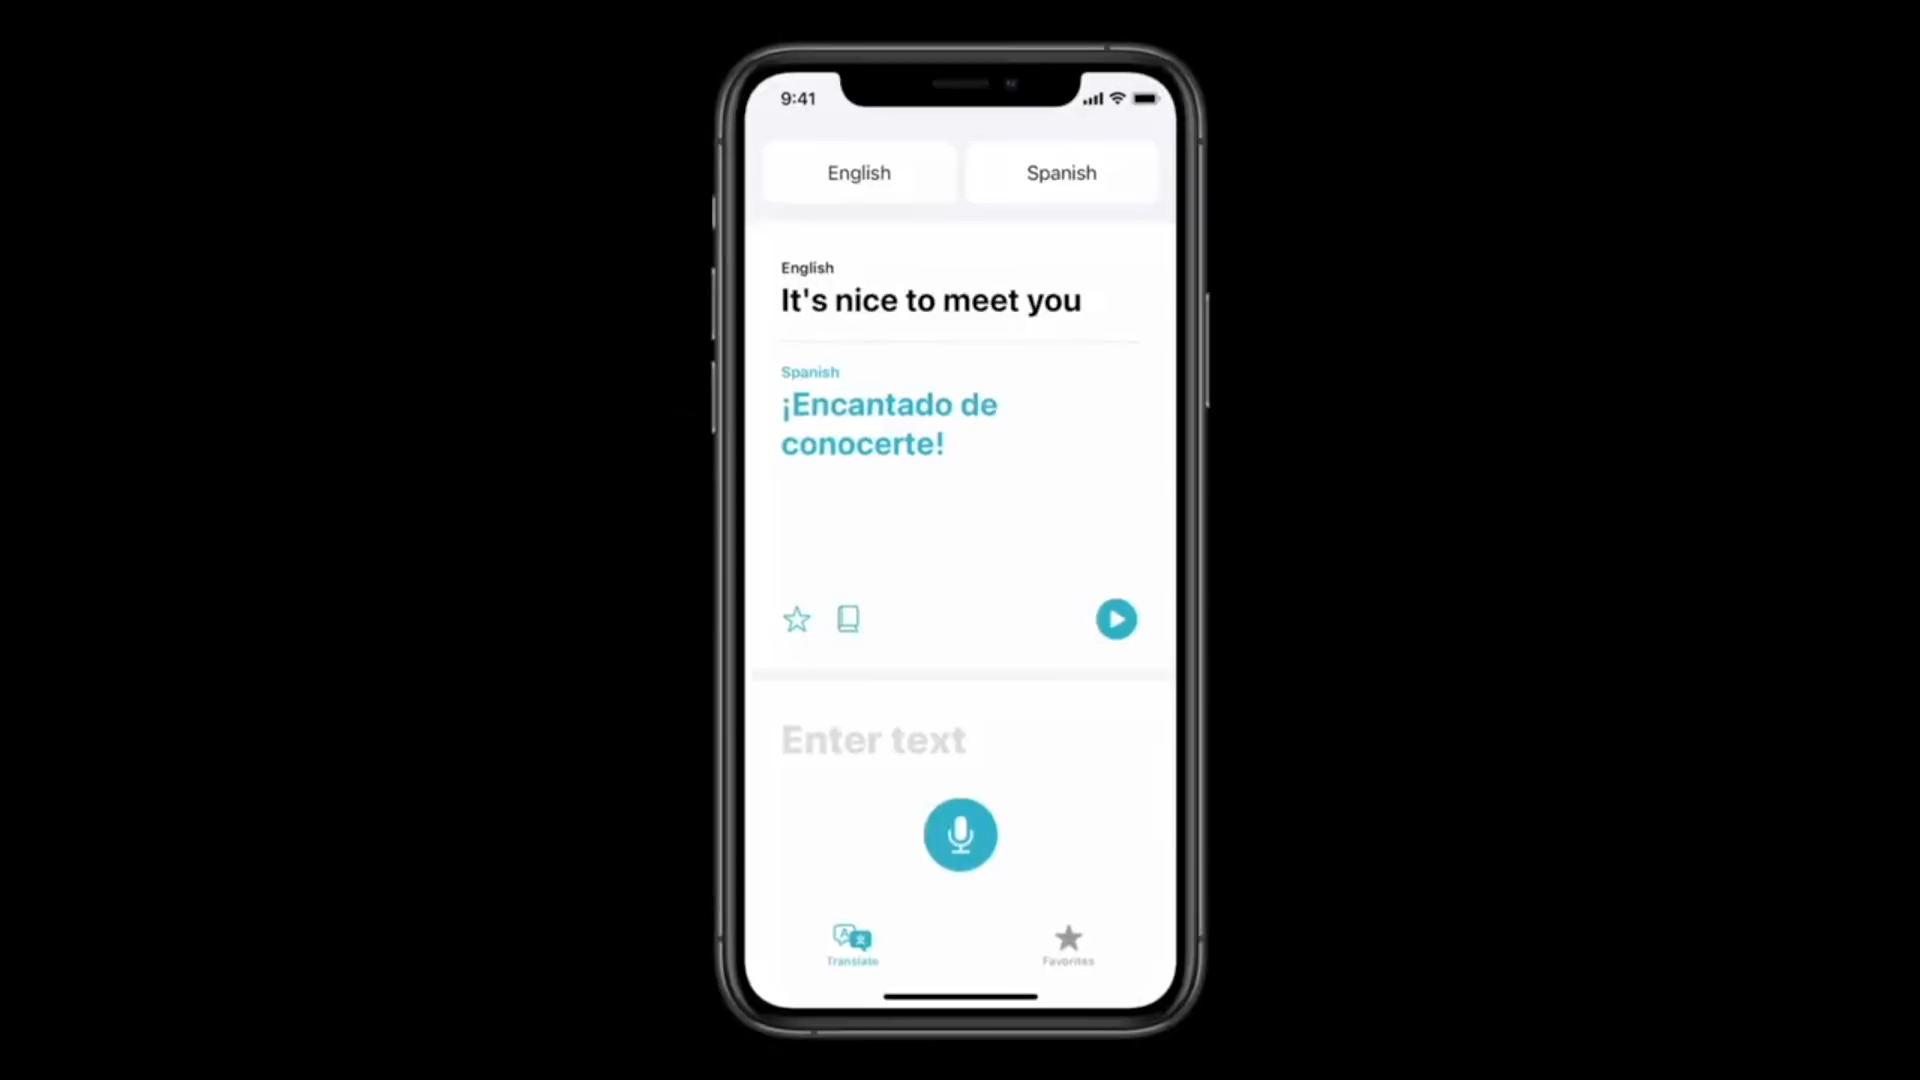 9:41
English
Spanish
English
It's nice to meet you
Spanish
¡Encantado de
conocerte!
Enter text
Translate
Favorites